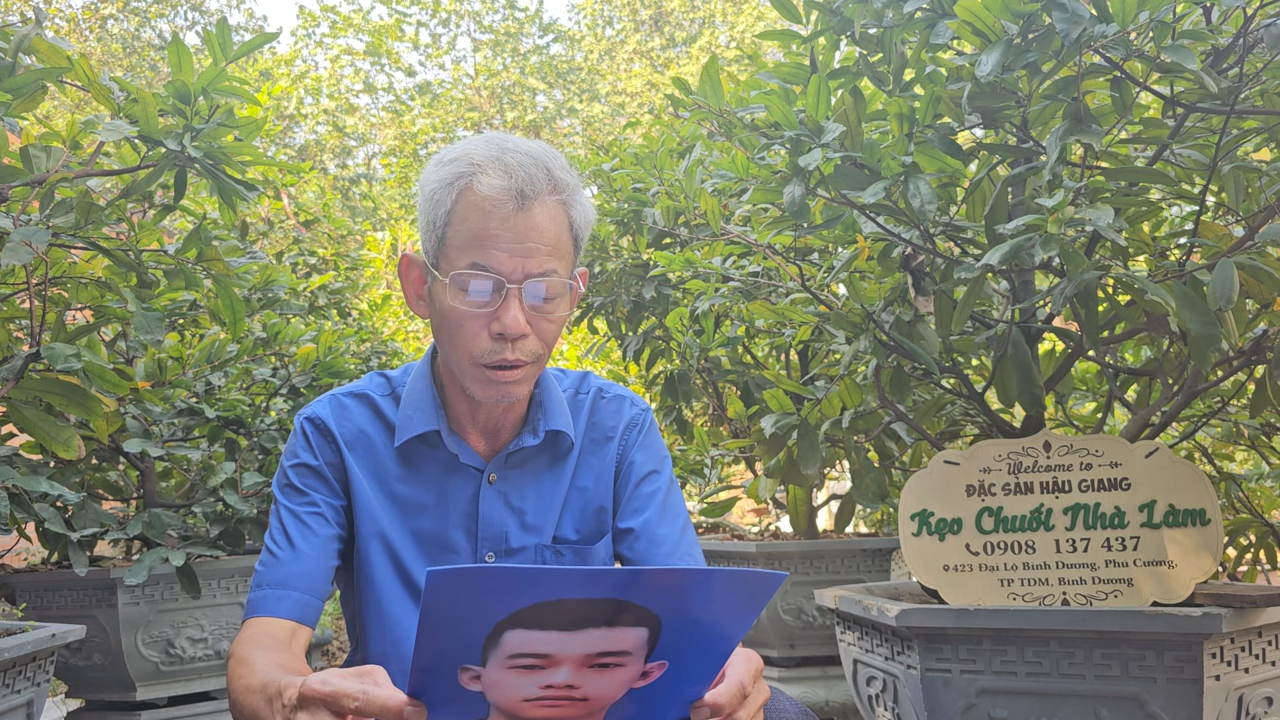 Welcome to
ĐẶC SẢN HẬU GIANG
Kẹo Chuối Nhà Làm
0908 137 437
423 Đại Lộ Bình Dương, Phú Cường,
TP TDM, Bình Dương